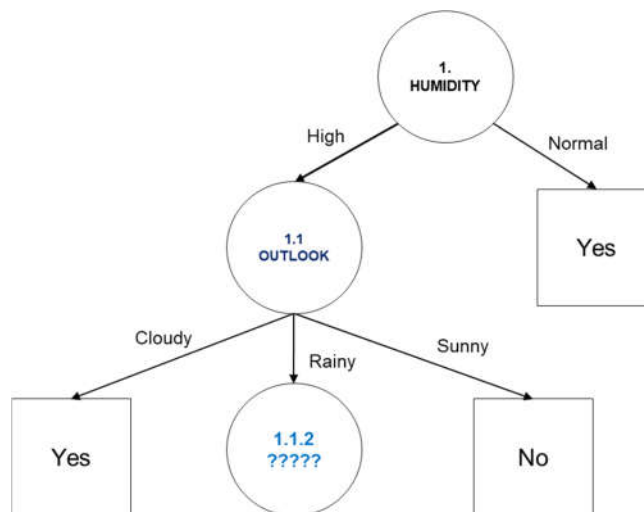 1.
HUMIDITY
High
Normal
1.1
OUTLOOK
Yes
Cloudy
Rainy
Sunny
Yes
1.1.2
?????
No